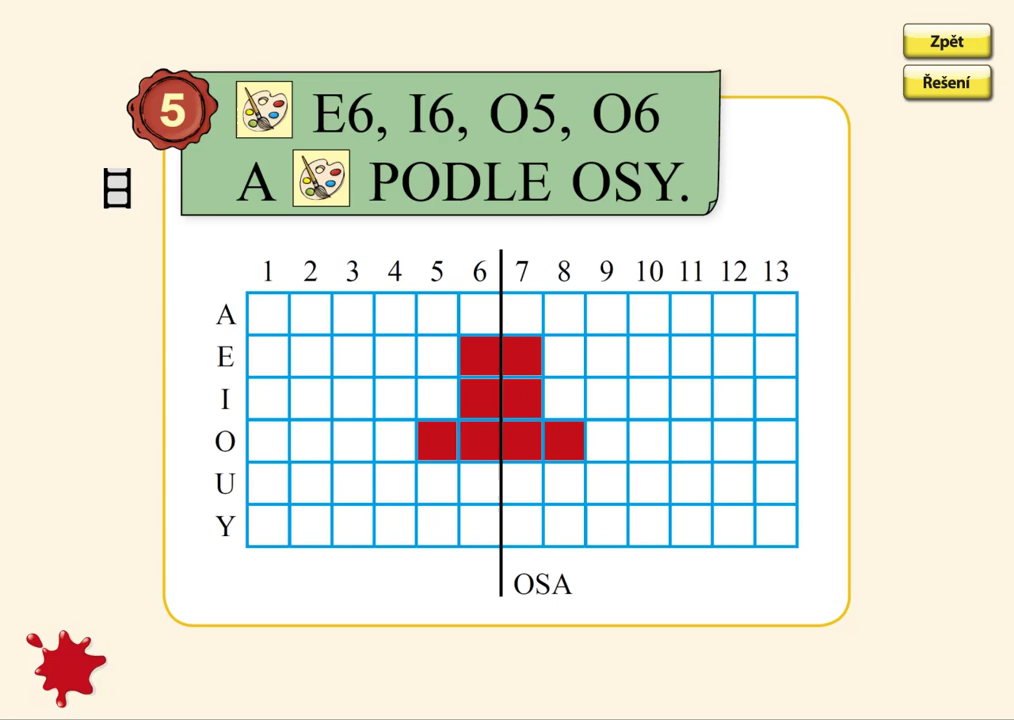 Zpět
Řešení
5
E6, I6, O5, O6
A PODLE OSY.
1 2 3 4 5 6 7 8 9 10 11 12 13
A
E
I
O
U
Y
OSA